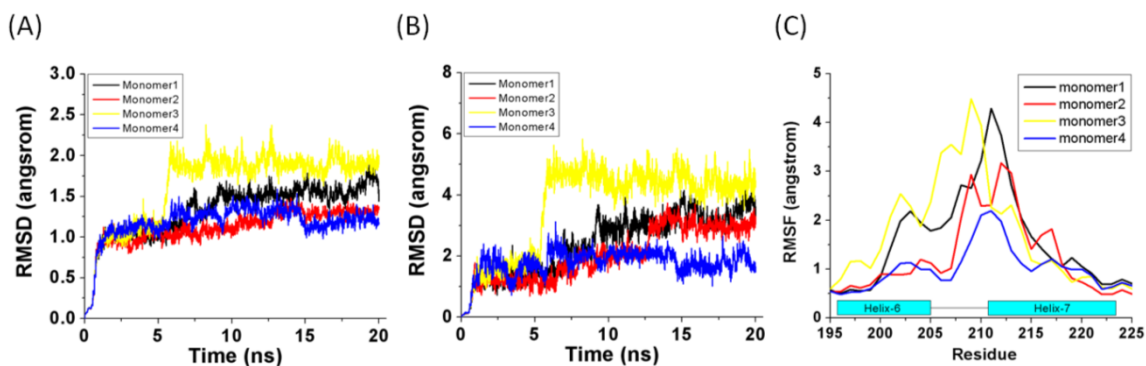 (A)
(B)
(C)
RMSD (angsrom)
3.0
2.5
2.0
1.5
1.0
0.5
0.0
Monomer1
Monomer2
Monomer3
Monomer4
0 5 10 15 20
Time (ns)
RMSD (angstrom)
8
6
4
2
0
Monomer1
Monomer2
Monomer3
Monomer4
0 5 10 15 20
Time (ns)
RMSF (angstrom)
5
4
3
2
1
0
monomer1
monomer2
monomer3
monomer4
Helix-6 Helix-7
195 200 205 210 215 220 225
Residue